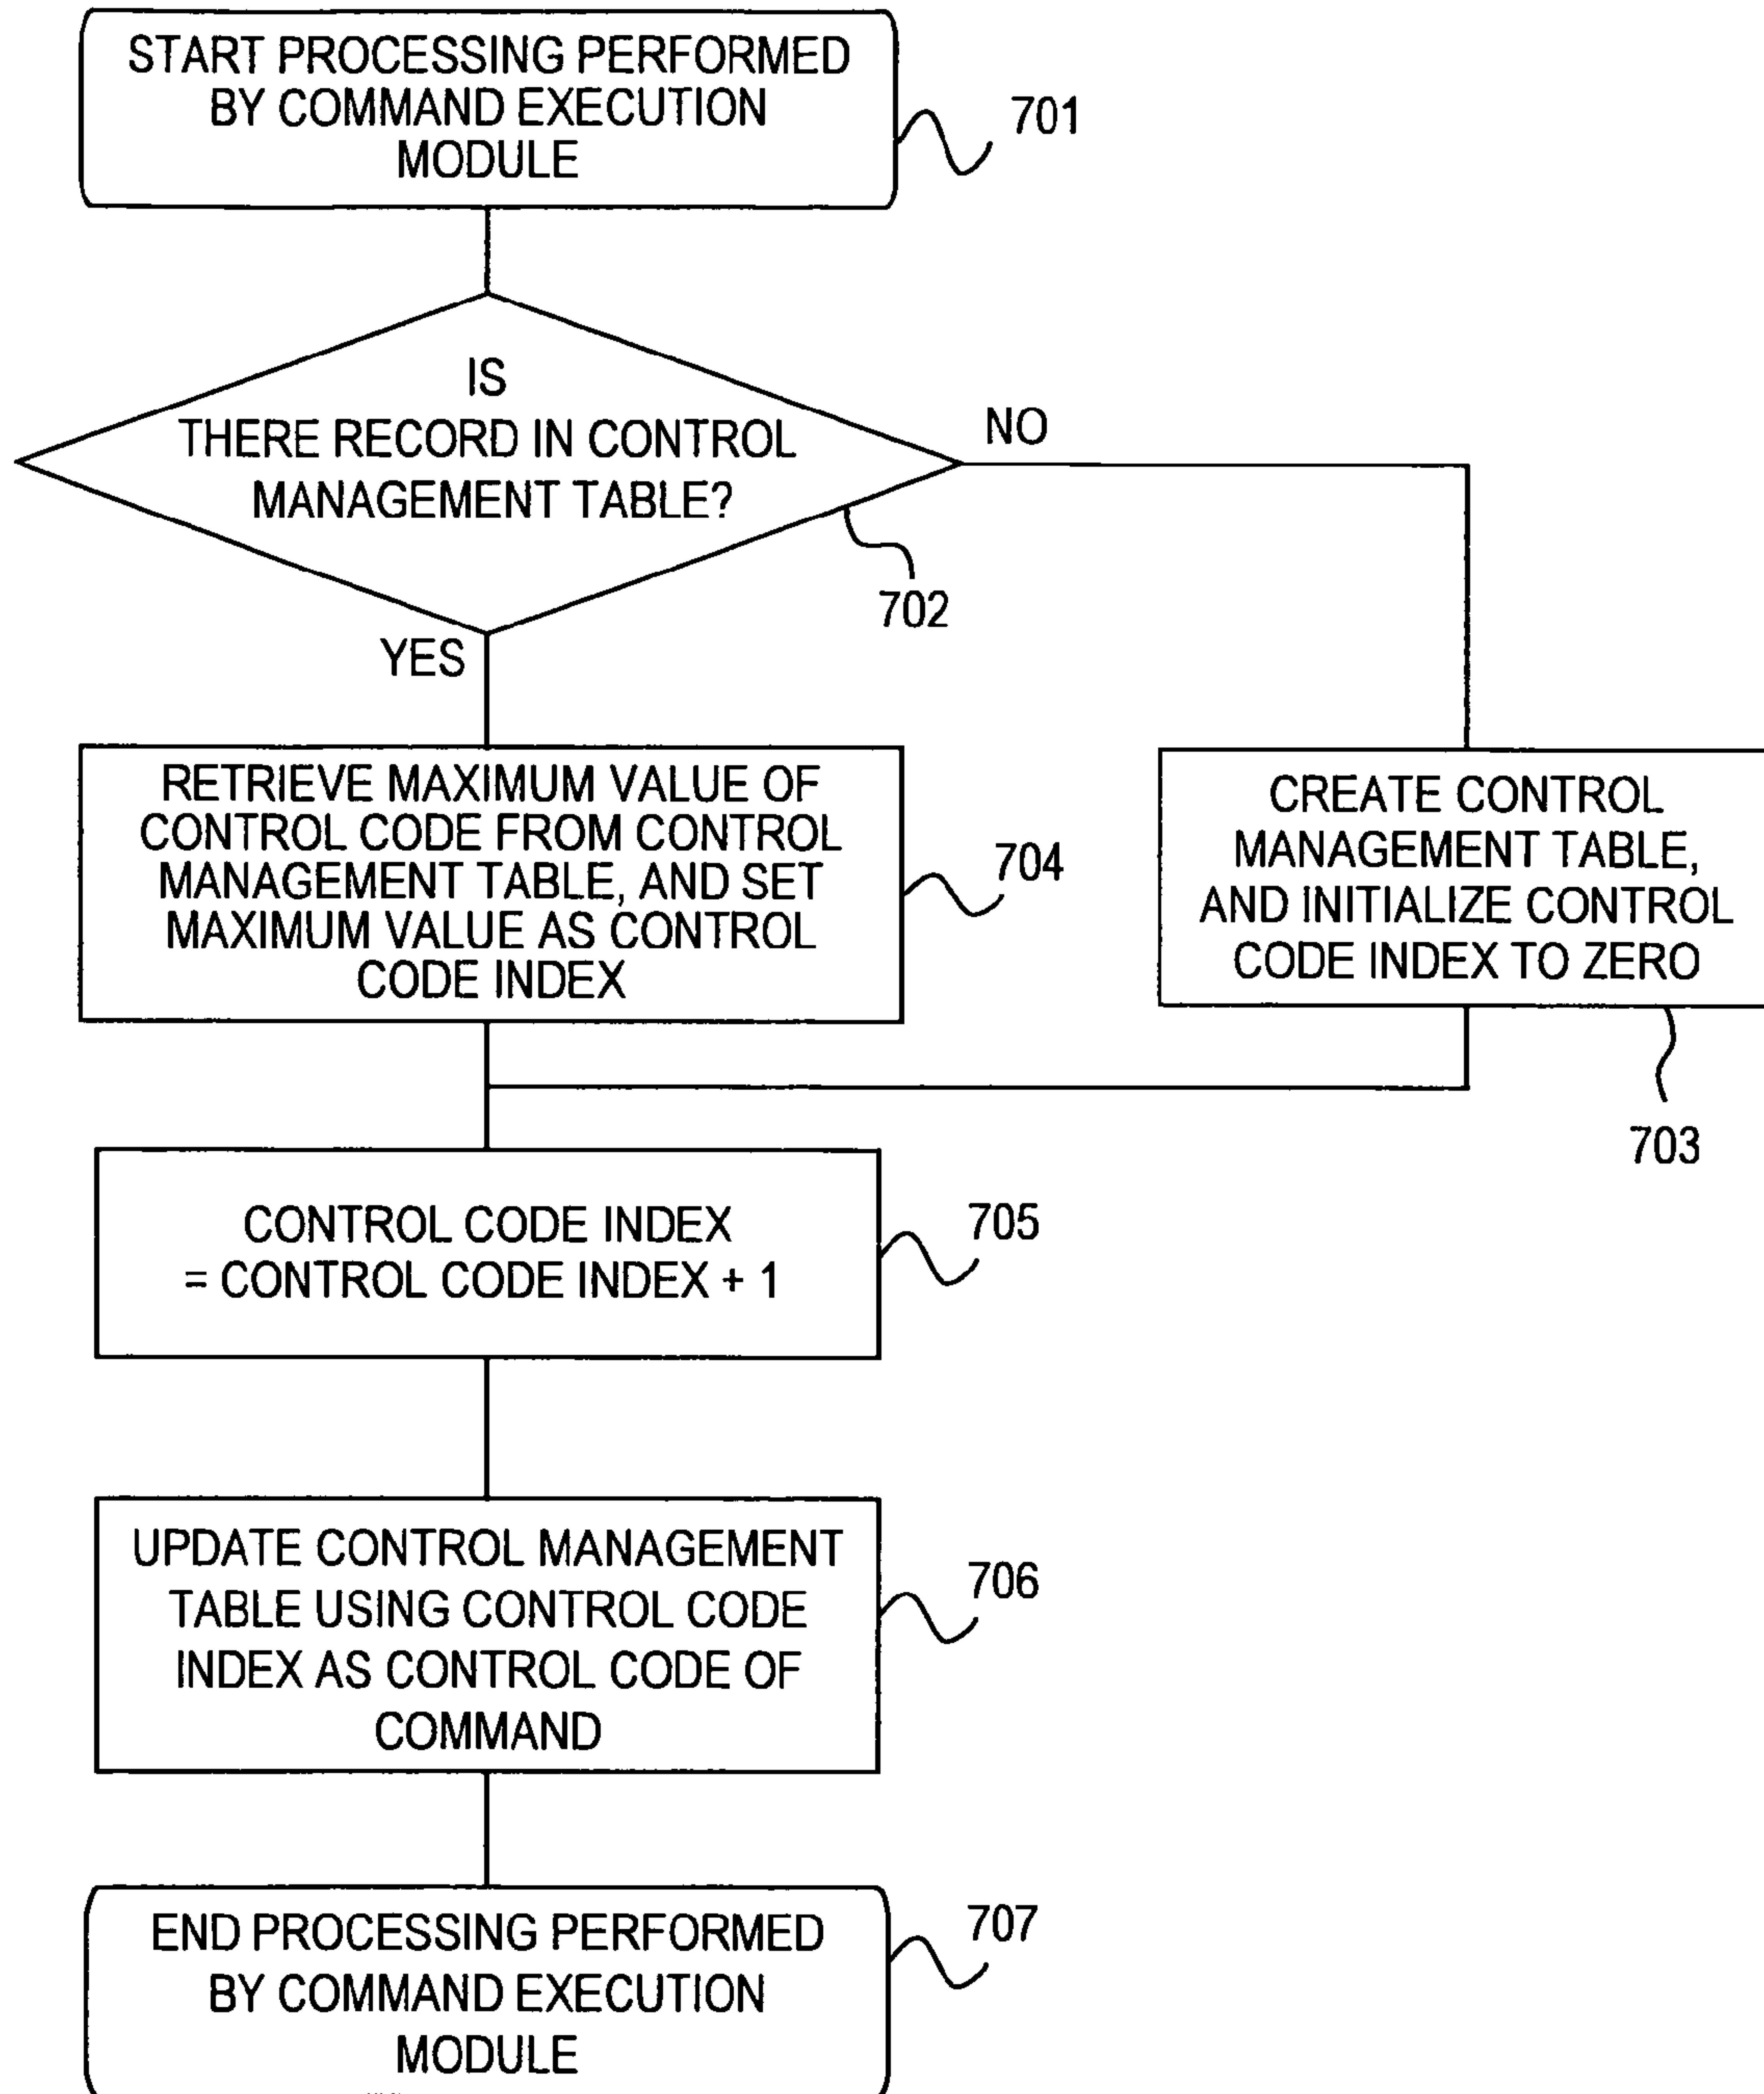 START PROCESSING PERFORMED
BY COMMAND EXECUTION
MODULE
701
IS
THERE RECORD IN CONTROL
MANAGEMENT TABLE?
NO
702
YES
RETRIEVE MAXIMUM VALUE OF
CONTROL CODE FROM CONTROL
MANAGEMENT TABLE, AND SET
MAXIMUM VALUE AS CONTROL
CODE INDEX
704
CREATE CONTROL
MANAGEMENT TABLE,
AND INITIALIZE CONTROL
CODE INDEX TO ZERO
703
CONTROL CODE INDEX
= CONTROL CODE INDEX + 1
705
UPDATE CONTROL MANAGEMENT
TABLE USING CONTROL CODE
INDEX AS CONTROL CODE OF
COMMAND
706
END PROCESSING PERFORMED
BY COMMAND EXECUTION
MODULE
707